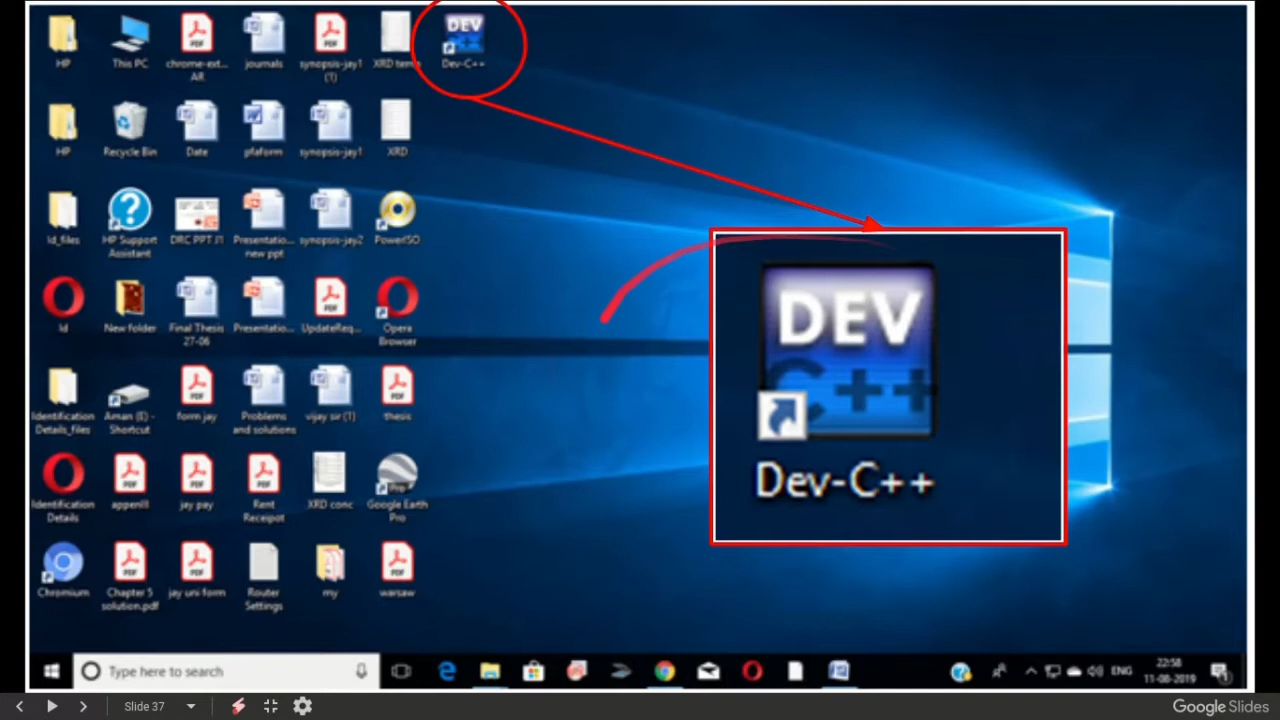 HP
This PC
chrome-ext...
AR
journals
synopsis-jay1
(1)
XRD
DEV
C++
Dev-C++
HP
Recycle Bin
Date
pfaform
synopsis-jay1
XRD
Id_files
HP Support
Assistant
DRC PPT J1
Presentatio...
new ppt
synopsis-jay2
PowerISO
Id
New folder
Final Thesis
27-06
Presentatio...
UpdateReq...
Opera
Browser
Identification
Details_files
Aman (E) -
Shortcut
form jay
Problems
and solutions
vijay sir (1)
thesis
Identification
Details
appenIII
jay pay
Rent
Receipot
XRD conc
Google Earth
Pro
Chromium
Chapter 5
solution.pdf
jay uni form
Router
Settings
my
warsaw
DEV
C++
Dev-C++
Type here to search
ENG
22:58
11-08-2019
Slide 37
Google Slides